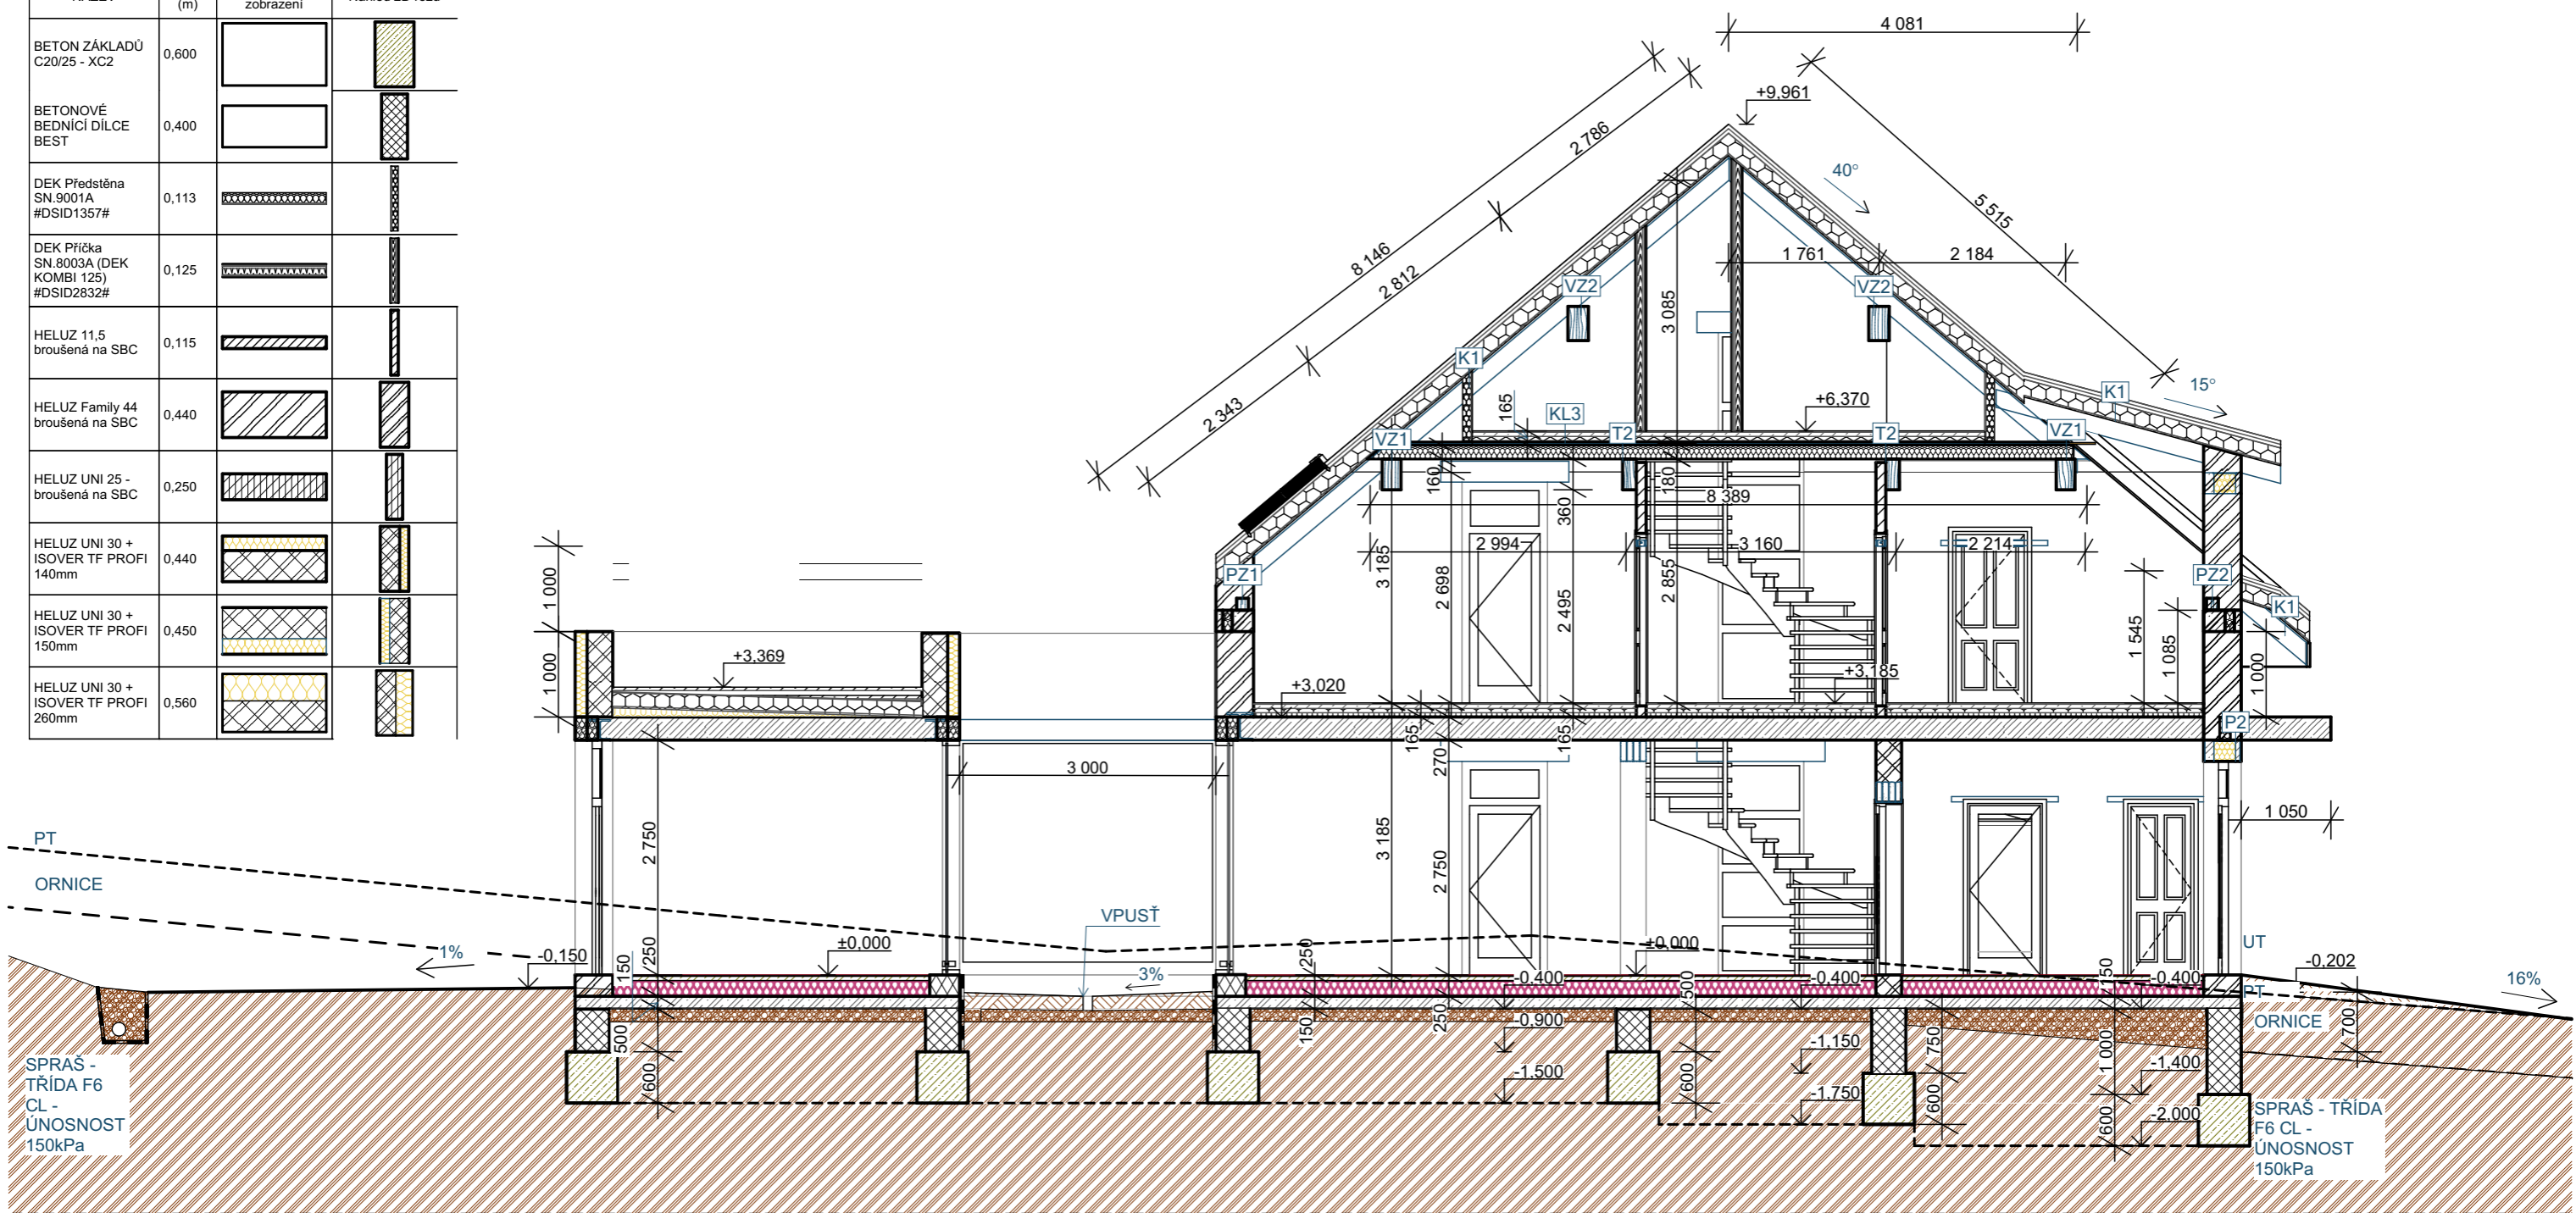 (m)
zobrazení
BETON ZÁKLADŮ
C20/25 - XC2
0,600
BETONOVÉ
BEDNÍCÍ DÍLCE
BEST
0,400
DEK Předstěna
SN.9001A
#DSID1357#
0,113
DEK Příčka
SN.8003A (DEK
KOMBI 125)
#DSID2832#
0,125
HELUZ 11,5
broušená na SBC
0,115
HELUZ Family 44
broušená na SBC
0,440
HELUZ UNI 25 -
broušená na SBC
0,250
HELUZ UNI 30 +
ISOVER TF PROFI
140mm
0,440
HELUZ UNI 30 +
ISOVER TF PROFI
150mm
0,450
HELUZ UNI 30 +
ISOVER TF PROFI
260mm
0,560
4 081
+9,961
40°
5 515
2 786
8 146
2 812
2 343
1 761
2 184
VZ2
VZ2
3 085
K1
K1
15°
165
KL3
+6,370
VZ1
T2
T2
VZ1
160
180
360
8 389
2 994
3 160
2 214
3 185
2 698
2 495
2 855
PZ1
PZ2
K1
1 545
1 085
1 000
1 000
1 000
+3,369
+3,020
+3,185
P2
165
165
270
3 000
2 750
3 185
2 750
1 050
PT
ORNICE
VPUSŤ
1%
-0,150
150
250
±0,000
3%
250
±0,000
-0,400
-0,400
-0,400
500
150
UT
-0,202
16%
PT
ORNICE
700
500
600
150
250
-0,900
-1,500
600
-1,150
-1,750
750
600
1 000
-1,400
-2,000
600
SPRAŠ -
TŘÍDA F6
CL -
ÚNOSNOST
150kPa
SPRAŠ - TŘÍDA
F6 CL -
ÚNOSNOST
150kPa